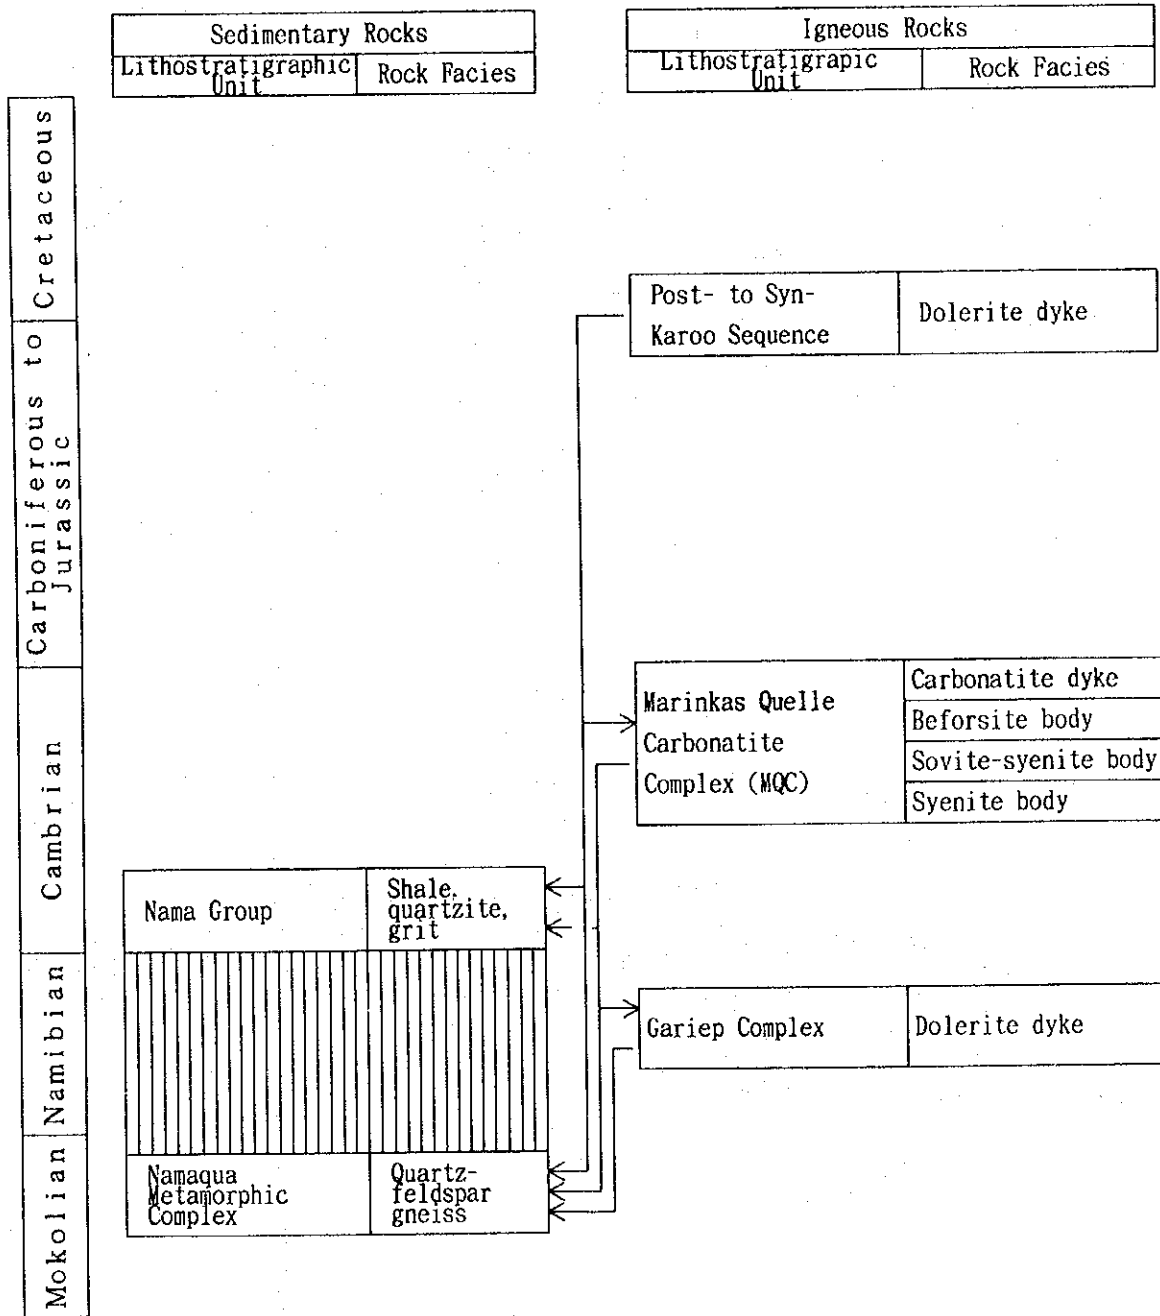 Sedimentary Rocks
Lithostratigraphic
Unit
Rock Facies
Igneous Rocks
Lithostratigrapic
Unit
Rock Facies
Cretaceous
Post- to Syn-
Karoo Sequence
Dolerite dyke
Carboniferous to
Jurassic
Cambrian
Marinkas Quelle
Carbonatite
Complex (MQC)
Carbonatite dyke
Beforsite body
Sovite-syenite body
Syenite body
Nama Group
Shale,
quartzite,
grit
Namibian
Gariep Complex
Dolerite dyke
Mokolian
Namaqua
Metamorphic
Complex
Quartz-
feldspar
gneiss